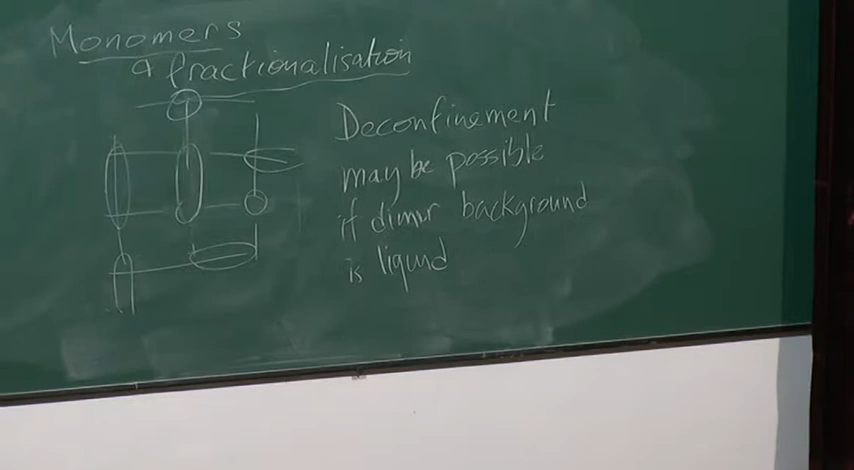 Monomers
& fractionalisation
Deconfinement
may be possible
if dimer background
is liquid